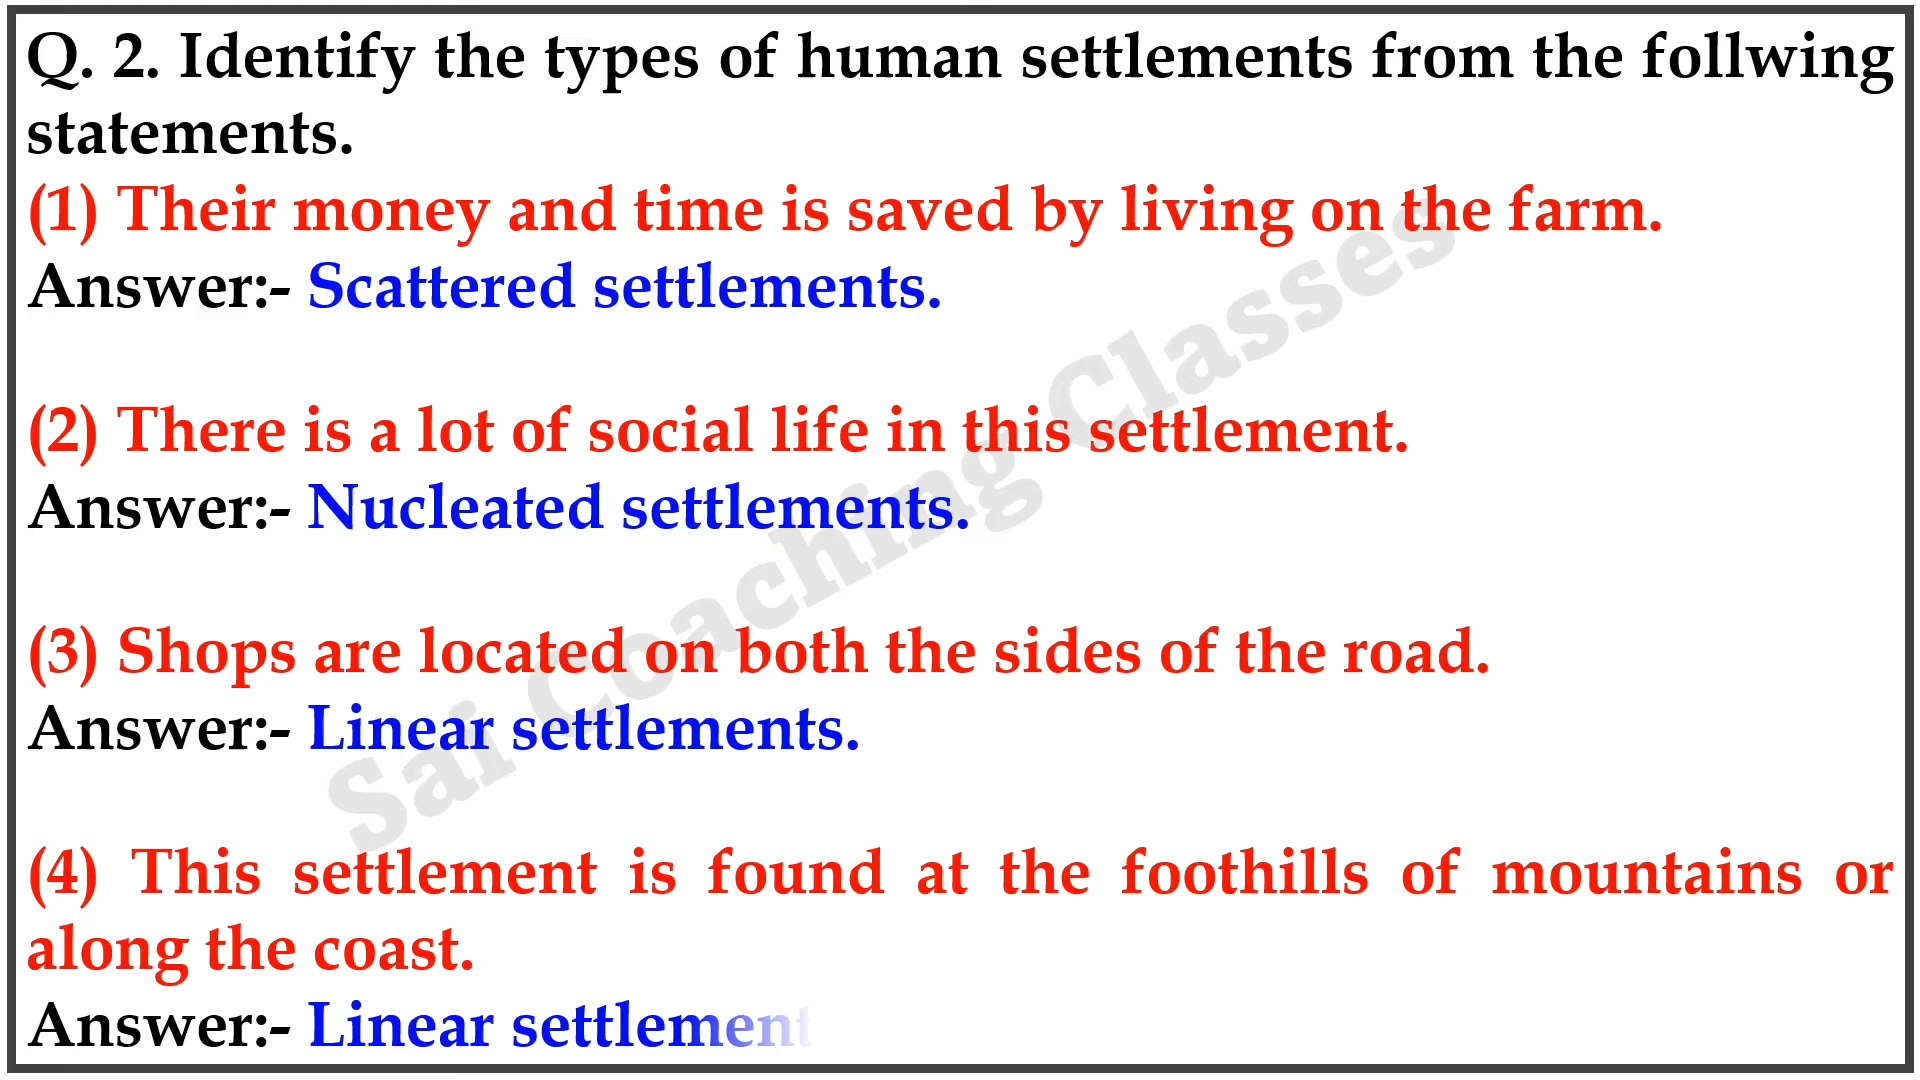 Q. 2. Identify the types of human settlements from the follwing
statements.
(1) Their money and time is saved by living on the farm.
Answer:- Scattered settlements.
(2) There is a lot of social life in this settlement.
Answer:- Nucleated settlements.
(3) Shops are located on both the sides of the road.
Answer:- Linear settlements.
(4) This settlement is found at the foothills of mountains or
along the coast.
Answer:- Linear settlement
Sai Coaching Classes